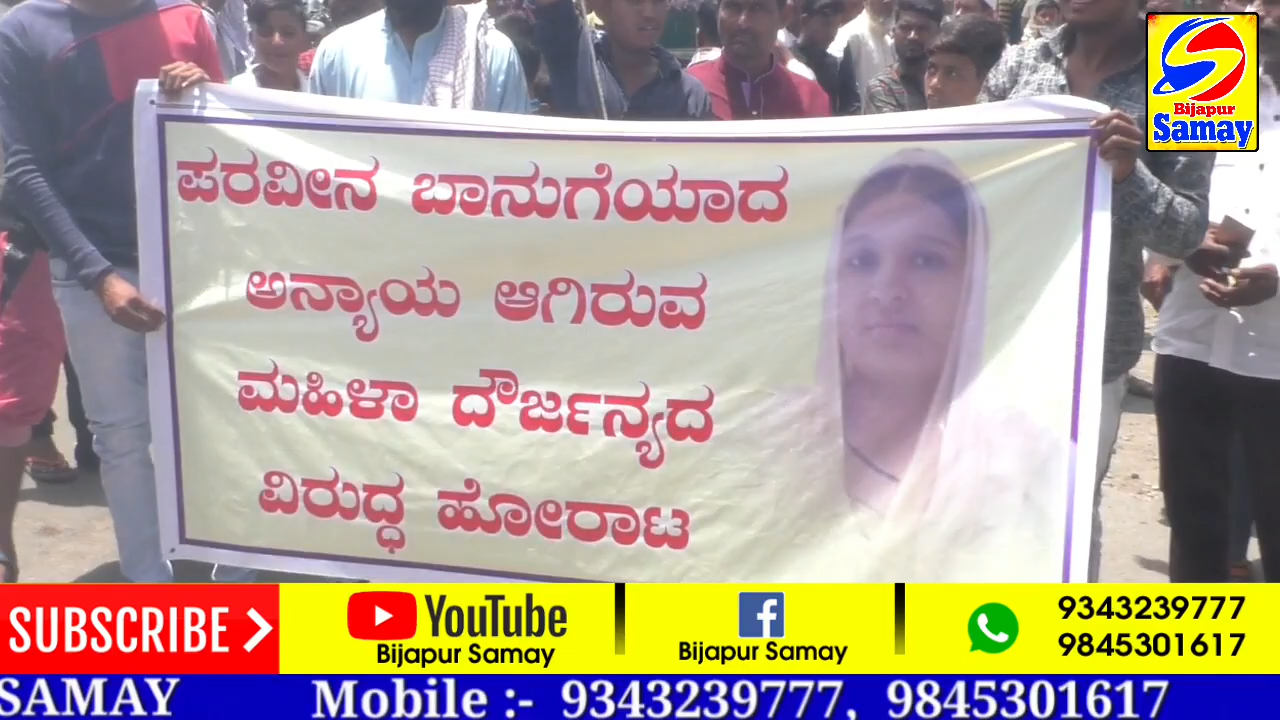 Bijapur
Samay
ಪರವೀನ ಬಾನುಗೆಯಾದ
ಅನ್ಯಾಯ ಆಗಿರುವ
ಮಹಿಳಾ ದೌರ್ಜನ್ಯದ
ವಿರುದ್ಧ ಹೋರಾಟ
SUBSCRIBE
YouTube
Bijapur Samay
Bijapur Samay
9343239777
9845301617
SAMAY Mobile :- 9343239777, 9845301617